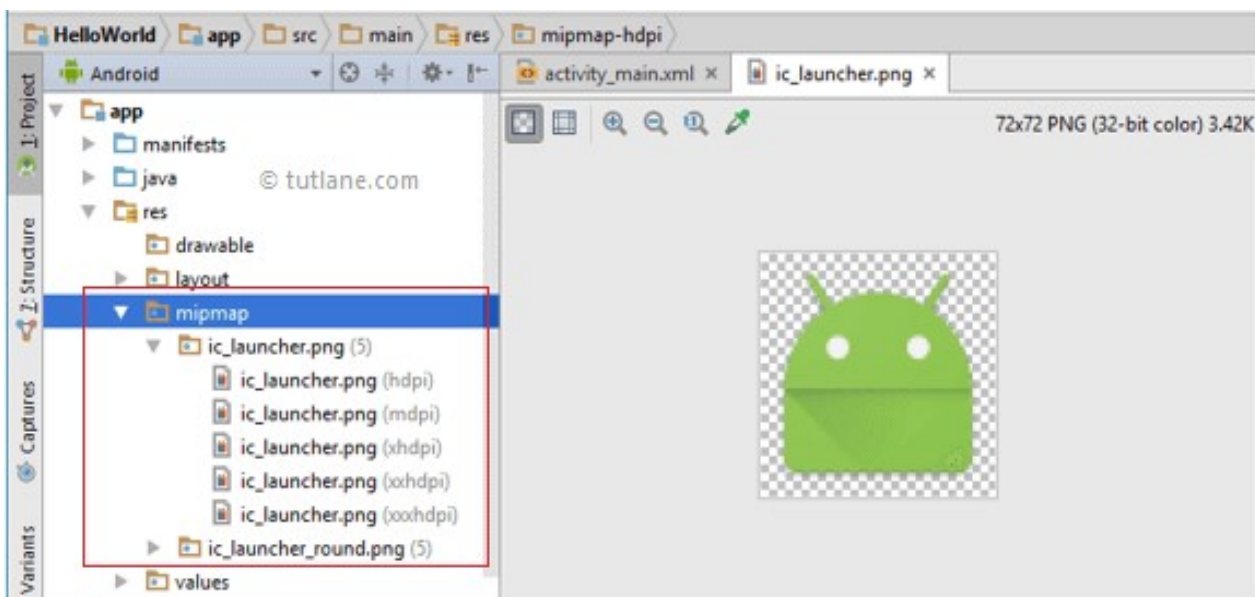 HelloWorld app src main res mipmap-hdpi
Android
activity_main.xml × ic_launcher.png ×
1: Project
7: Structure
Captures
Variants
app
manifests
java
© tutlane.com
res
drawable
layout
mipmap
ic_launcher.png (5)
ic_launcher.png (hdpi)
ic_launcher.png (mdpi)
ic_launcher.png (xhdpi)
ic_launcher.png (xxhdpi)
ic_launcher.png (xxxhdpi)
ic_launcher_round.png (5)
values
72x72 PNG (32-bit color) 3.42K